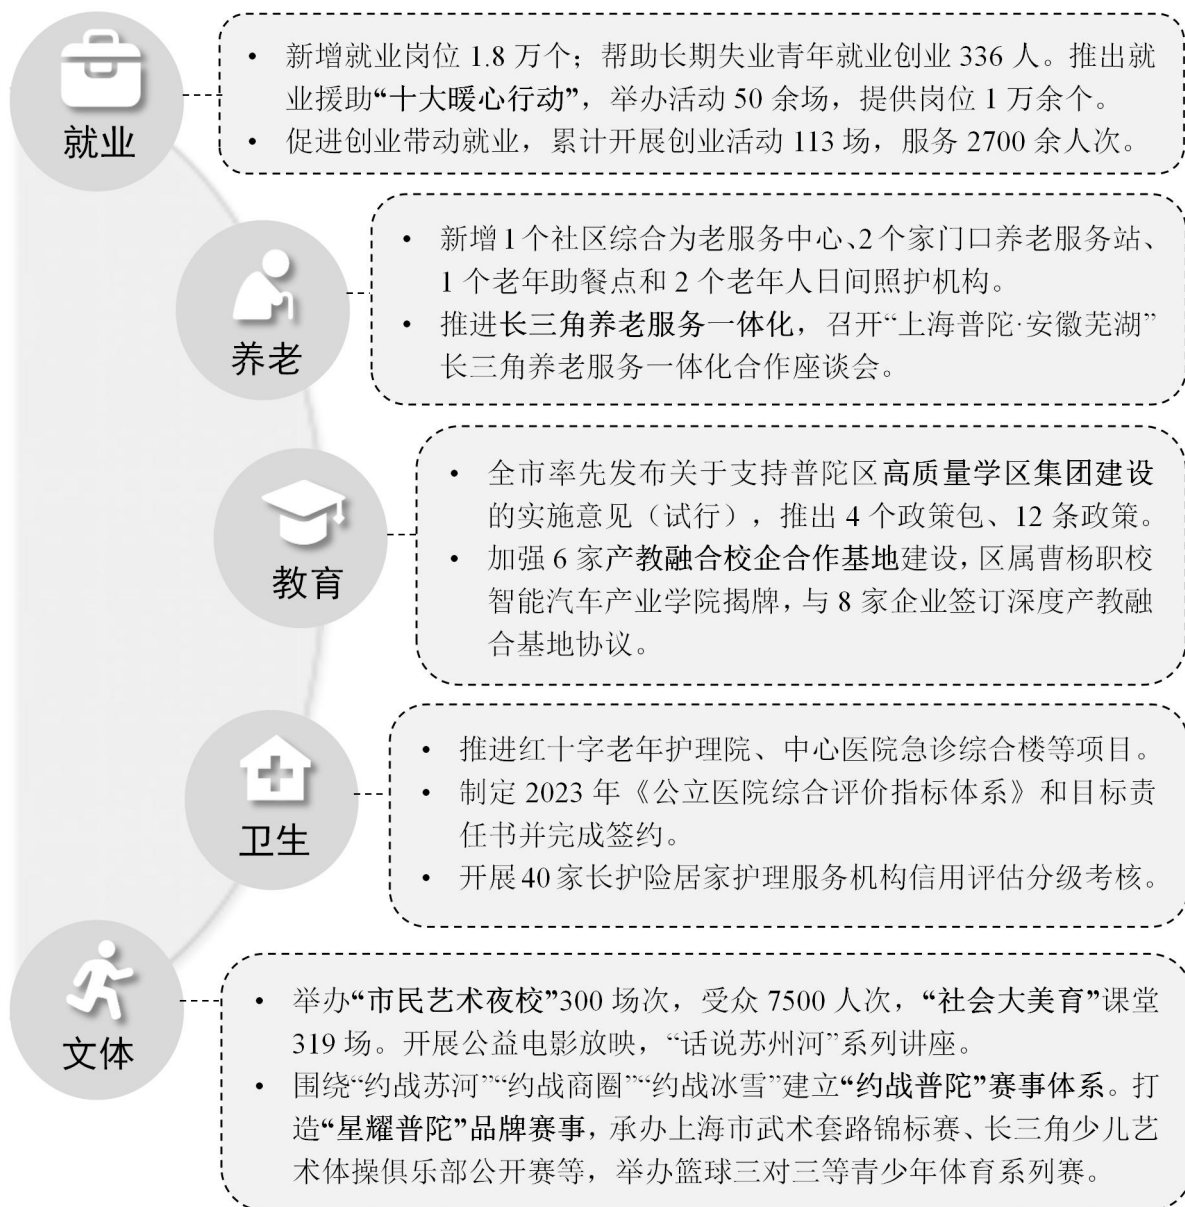 就业
• 新增就业岗位 1.8 万个；帮助长期失业青年就业创业 336 人。推出就
业援助“十大暖心行动”，举办活动 50 余场，提供岗位 1 万余个。
• 促进创业带动就业，累计开展创业活动 113 场，服务 2700 余人次。
养老
• 新增 1 个社区综合为老服务中心、2 个家门口养老服务站、
1 个老年助餐点和 2 个老年人日间照护机构。
• 推进长三角养老服务一体化，召开“上海普陀·安徽芜湖”
长三角养老服务一体化合作座谈会。
教育
• 全市率先发布关于支持普陀区高质量学区集团建设
的实施意见（试行），推出 4 个政策包、12 条政策。
• 加强 6 家产教融合校企合作基地建设，区属曹杨职校
智能汽车产业学院揭牌，与 8 家企业签订深度产教融
合基地协议。
卫生
• 推进红十字老年护理院、中心医院急诊综合楼等项目。
• 制定 2023 年《公立医院综合评价指标体系》和目标责
任书并完成签约。
• 开展 40 家长护险居家护理服务机构信用评估分级考核。
文体
• 举办“市民艺术夜校”300 场次，受众 7500 人次，“社会大美育”课堂
319 场。开展公益电影放映，“话说苏州河”系列讲座。
• 围绕“约战苏河”“约战商圈”“约战冰雪”建立“约战普陀”赛事体系。打
造“星耀普陀”品牌赛事，承办上海市武术套路锦标赛、长三角少儿艺
术体操俱乐部公开赛等，举办篮球三对三等青少年体育系列赛。